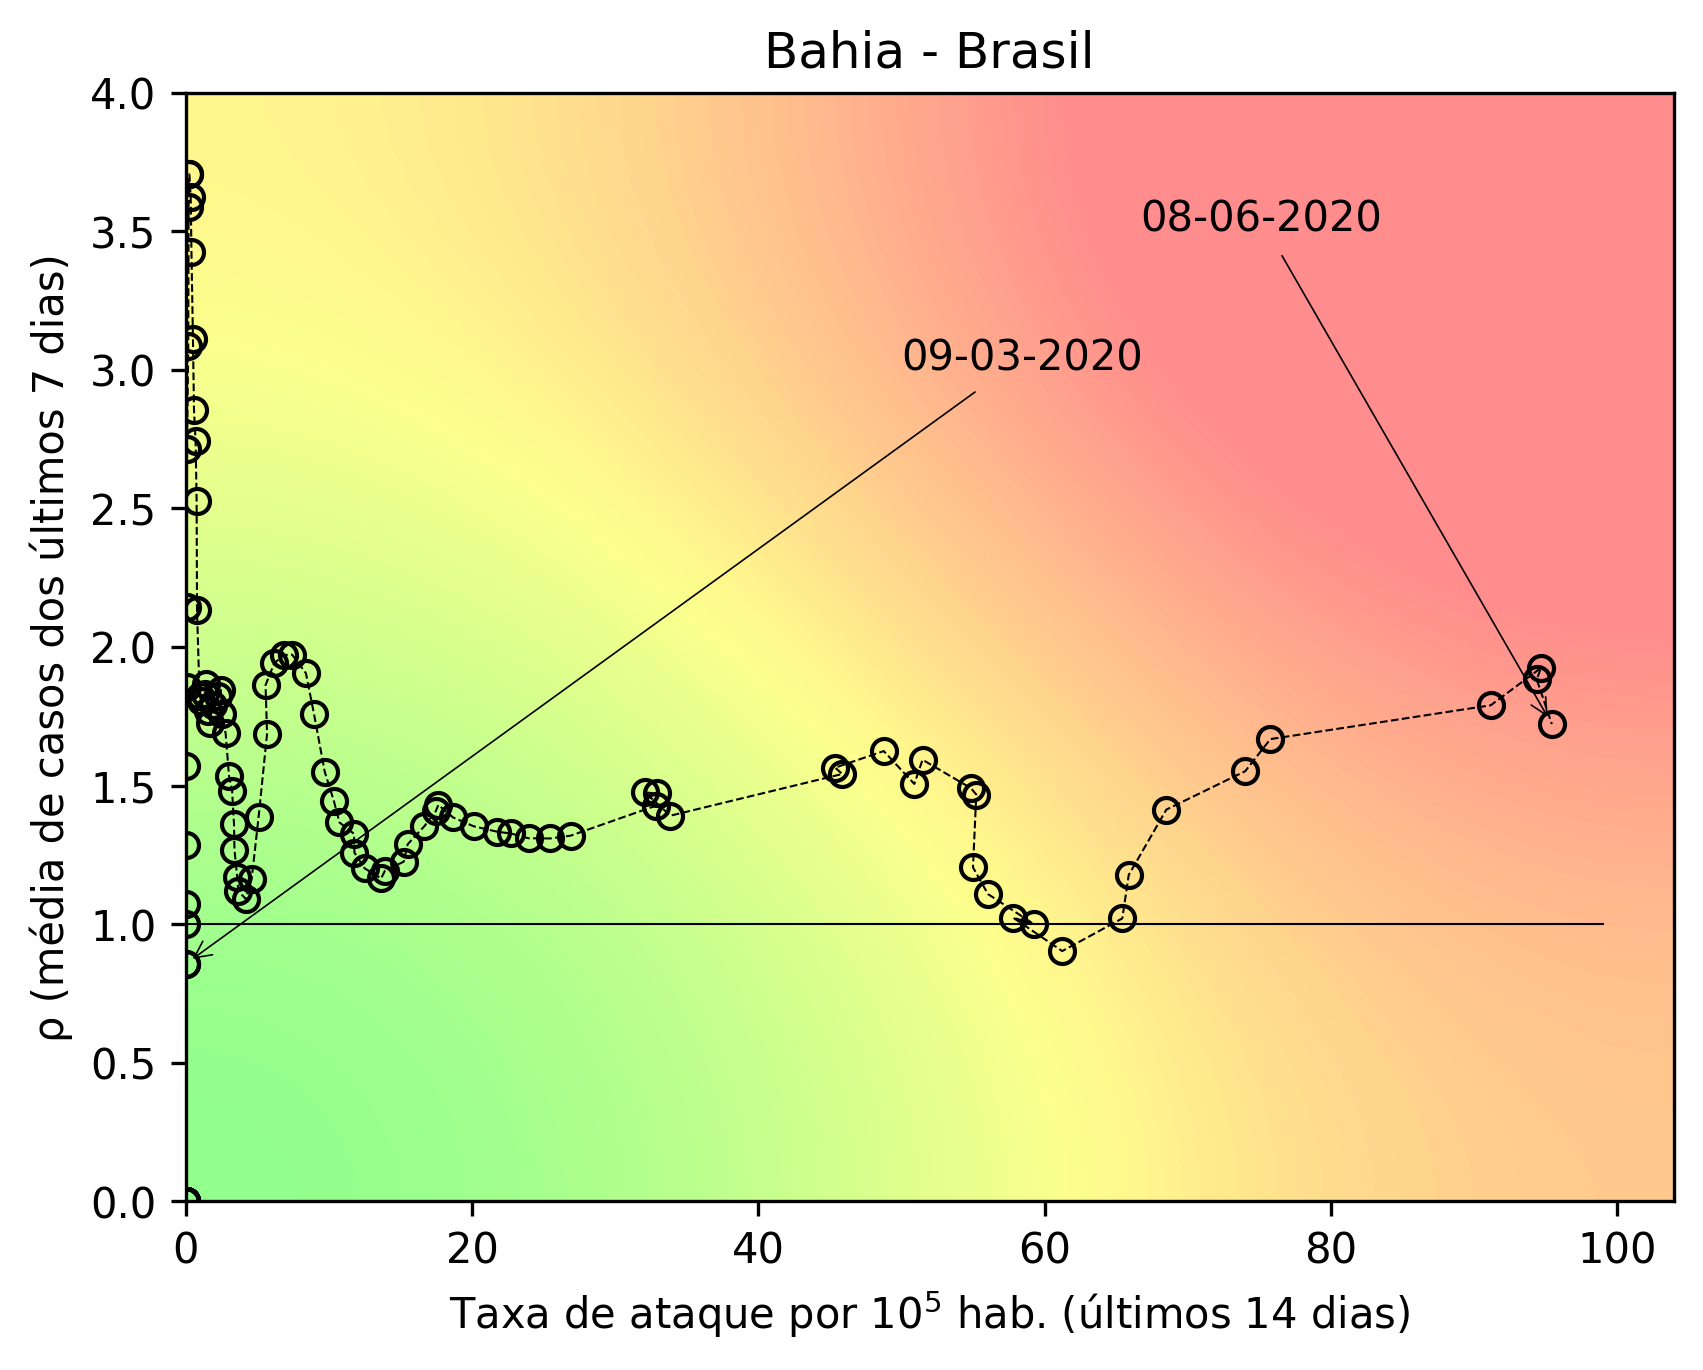 Bahia - Brasil
4.0
3.5
3.0
2.5
2.0
1.5
1.0
0.5
0.0
ρ (média de casos dos últimos 7 dias)
08-06-2020
09-03-2020
0 20 40 60 80 100
Taxa de ataque por 10⁵ hab. (últimos 14 dias)